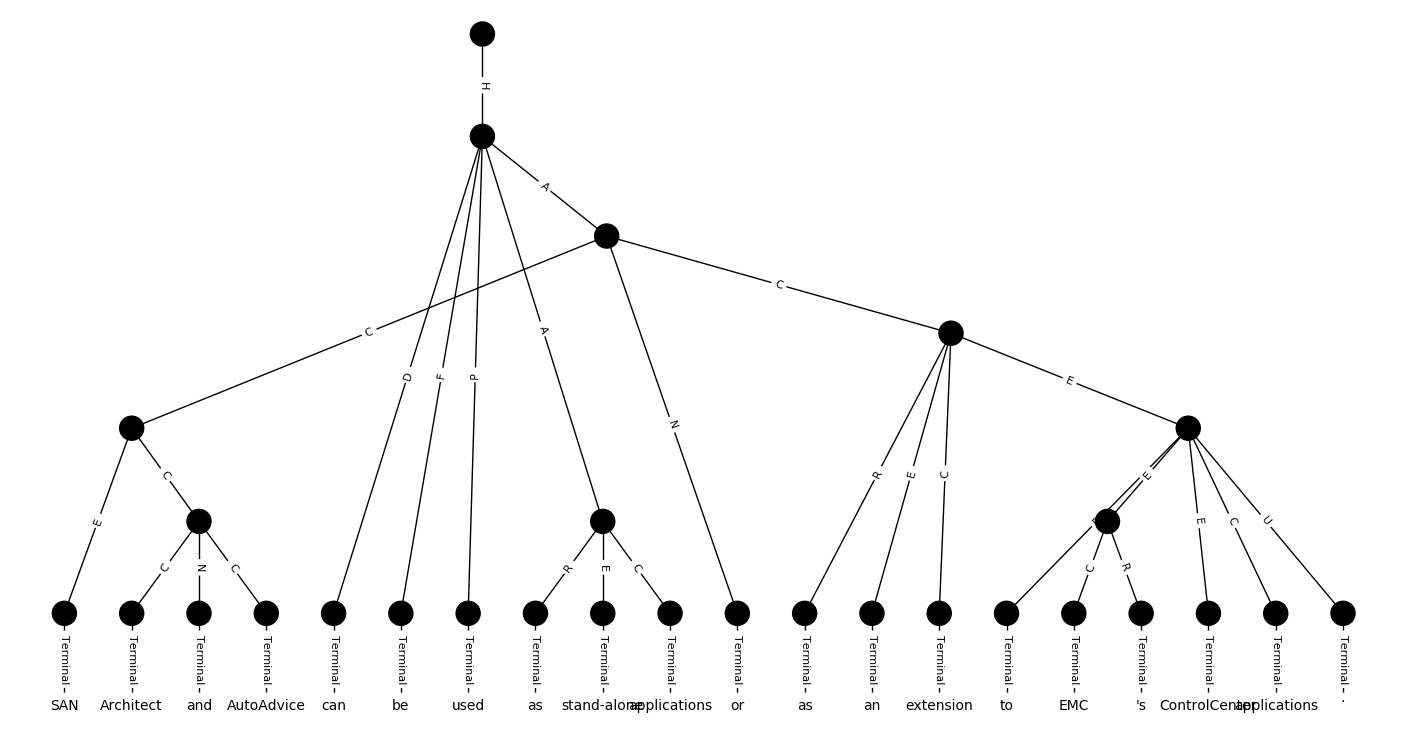 H
A
C
C
D
F
P
A
N
E
C
E
R
E
C
E
C
N
C
R
E
C
C
R
E
C
U
Terminal Terminal Terminal Terminal Terminal Terminal Terminal Terminal Terminal Terminal Terminal Terminal Terminal Terminal Terminal Terminal Terminal Terminal Terminal Terminal
SAN Architect and AutoAdvice can be used as stand-alone applications or as an extension to EMC 's ControlCenter applications .